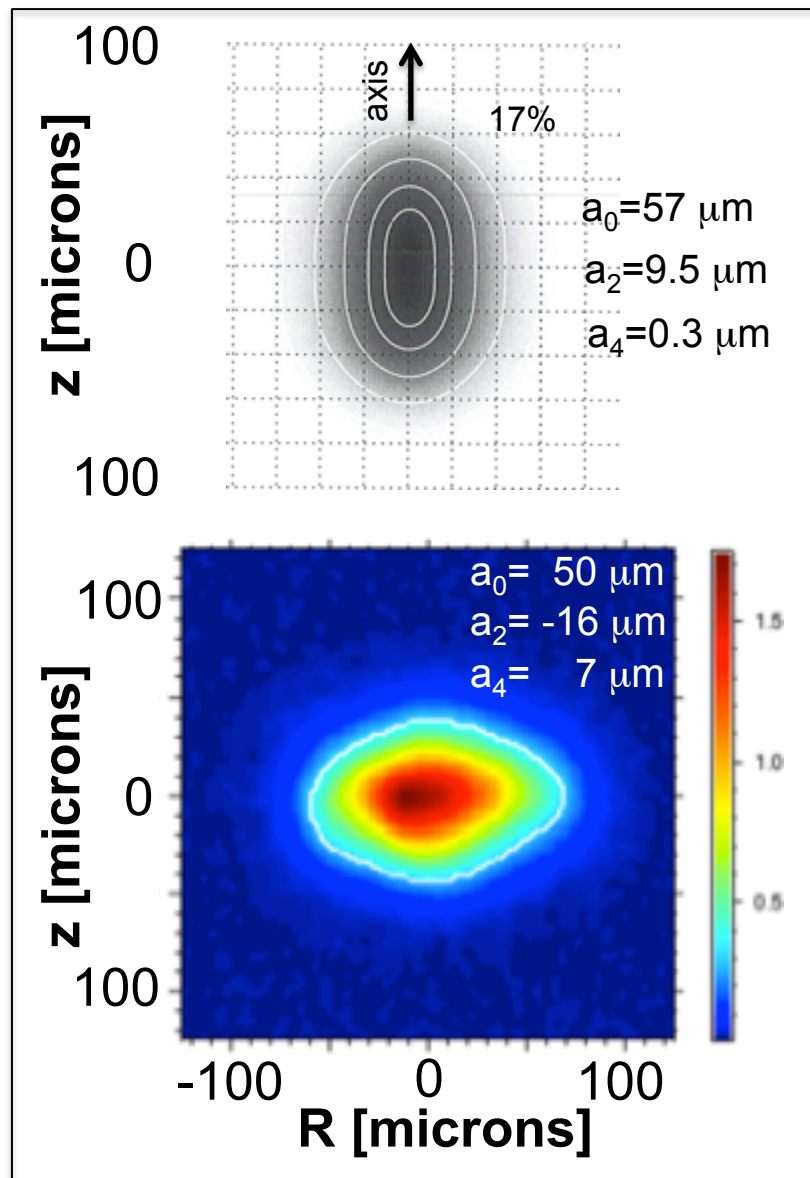 100
axis
17%
z [microns]
a₀=57 μm
0
a₂=9.5 μm
a₄=0.3 μm
100
a₀= 50 μm
100
a₂= -16 μm
1.5
a₄= 7 μm
z [microns]
0
1.0
0.5
100
-100 0 100
R [microns]